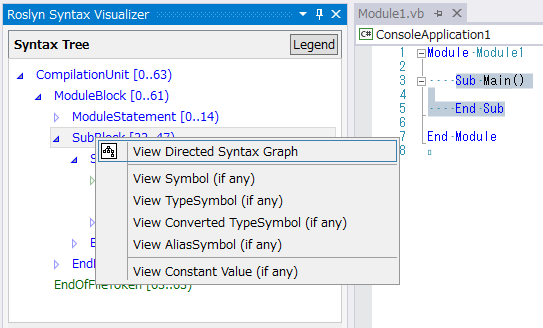 Roslyn Syntax Visualizer
Syntax Tree
Legend
CompilationUnit [0..63)
ModuleBlock [0..61)
ModuleStatement [0..14)
SubBlock [22..47)
S
E
EndB
EndOfFileToken [63..63)
View Directed Syntax Graph
View Symbol (if any)
View TypeSymbol (if any)
View Converted TypeSymbol (if any)
View AliasSymbol (if any)
View Constant Value (if any)
Module1.vb
C# ConsoleApplication1
1 Module·Module1
2
3 ····Sub·Main()
4
5 ····End·Sub
6
7 End·Module
8